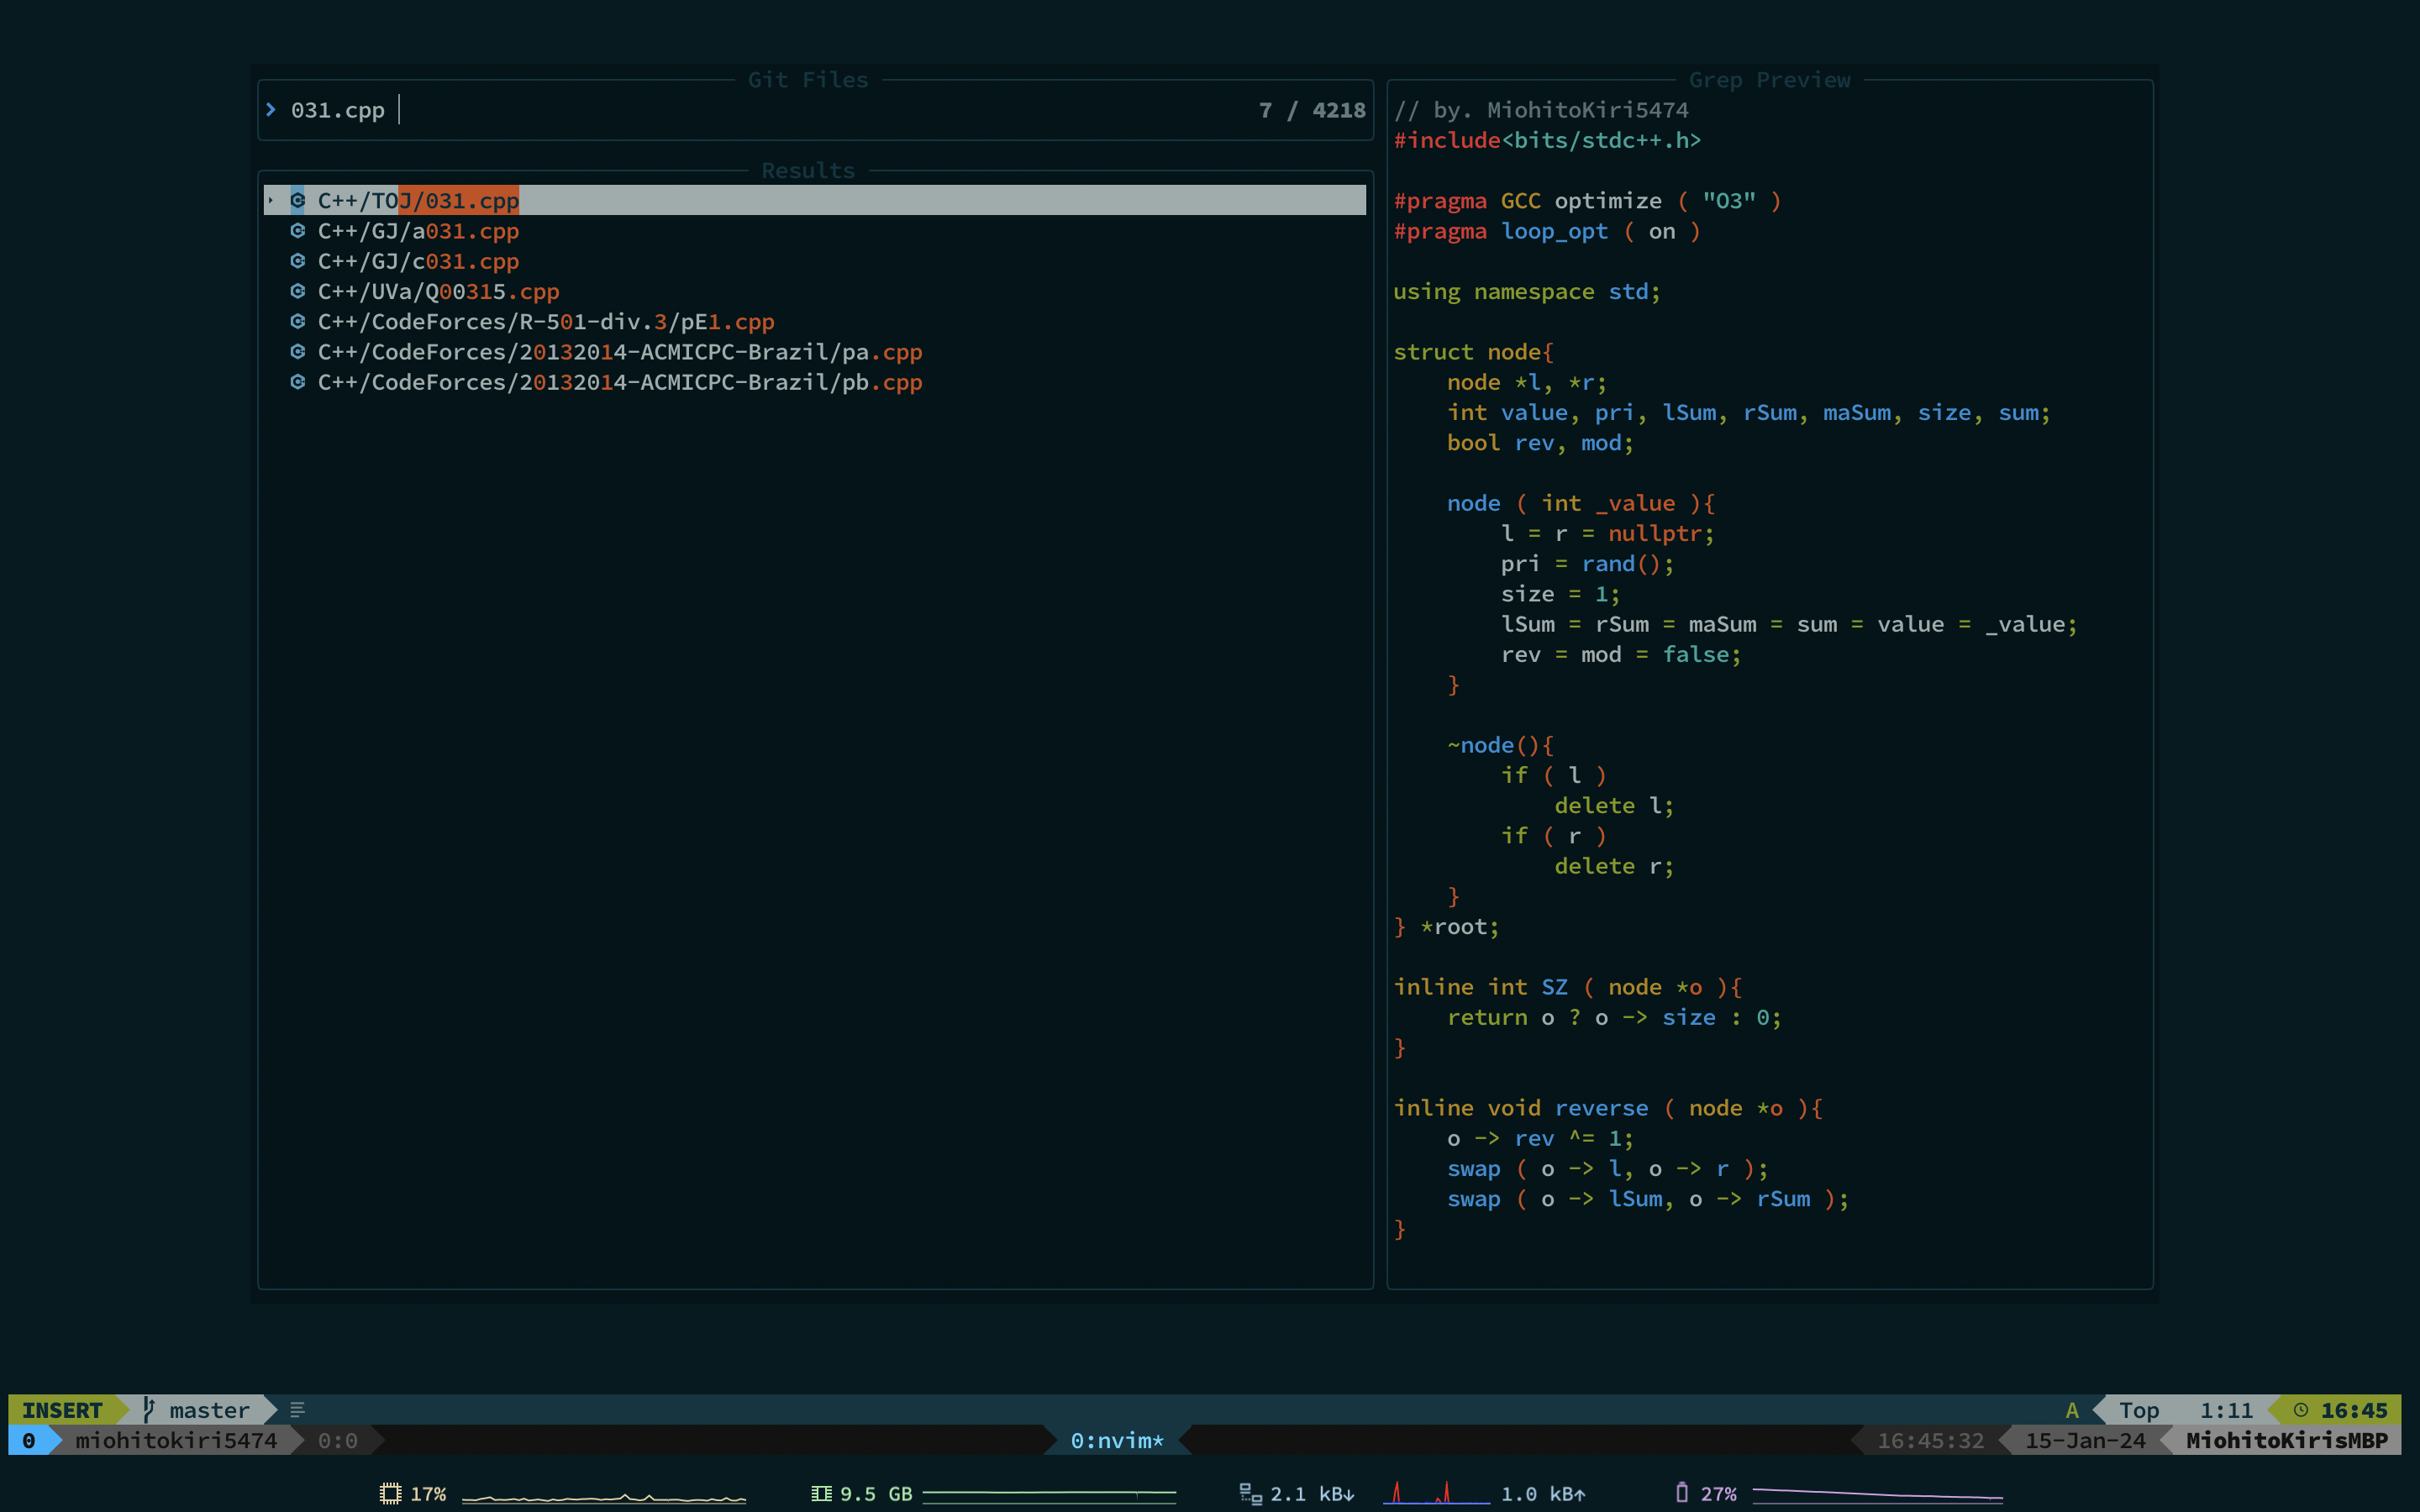 Git Files
031.cpp
7 / 4218
Results
C++/TOJ/031.cpp
C++/GJ/a031.cpp
C++/GJ/c031.cpp
C++/UVa/Q00315.cpp
C++/CodeForces/R-501-div.3/pE1.cpp
C++/CodeForces/20132014-ACMICPC-Brazil/pa.cpp
C++/CodeForces/20132014-ACMICPC-Brazil/pb.cpp
Grep Preview
// by. MiohitoKiri5474
#include<bits/stdc++.h>
#pragma GCC optimize ( "O3" )
#pragma loop_opt ( on )
using namespace std;
struct node{
    node *l, *r;
    int value, pri, lSum, rSum, maSum, size, sum;
    bool rev, mod;
    node ( int _value ){
        l = r = nullptr;
        pri = rand();
        size = 1;
        lSum = rSum = maSum = sum = value = _value;
        rev = mod = false;
    }
    ~node(){
        if ( l )
            delete l;
        if ( r )
            delete r;
    }
} *root;
inline int SZ ( node *o ){
    return o ? o -> size : 0;
}
inline void reverse ( node *o ){
    o -> rev ^= 1;
    swap ( o -> l, o -> r );
    swap ( o -> lSum, o -> rSum );
}
INSERT master A Top 1:11 16:45
0 miohitokiri5474 0:0 0:nvim* 16:45:32 15-Jan-24 MiohitoKirisMBP
17% 9.5 GB 2.1 kB↓ 1.0 kB↑ 27%